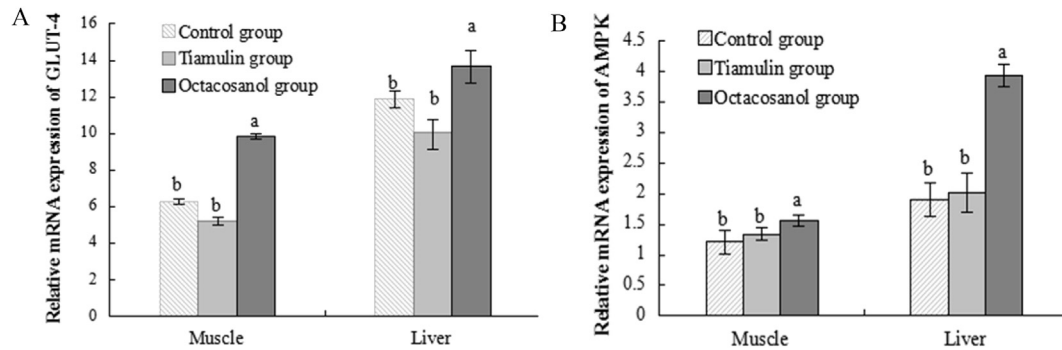 A
Relative mRNA expression of GLUT-4
16
14
12
10
8
6
4
2
0
Control group
Tiamulin group
Octacosanol group
b
b
a
b
b
a
Muscle
Liver
B
Relative mRNA expression of AMPK
4.5
4
3.5
3
2.5
2
1.5
1
0.5
0
Control group
Tiamulin group
Octacosanol group
b
b
a
b
b
a
Muscle
Liver